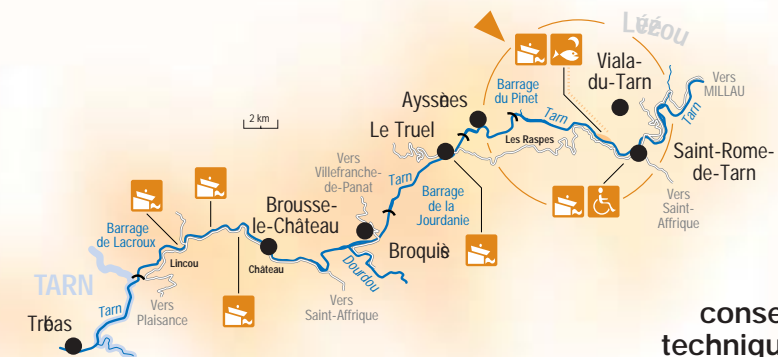 Lévézou
Viala-
du-Tarn
Vers
MILLAU
Barrage
du Pinet
Tarn
Tarn
Ayssènes
2 km
Le Truel
Les Raspes
Saint-Rome-
de-Tarn
Vers
Villefranche-
de-Panat
Tarn
Barrage
de la
Jourdanie
Vers
Saint-
Affrique
Brousse-
le-Château
Broquiès
Barrage
de Lacroux
Lincou
Château
Dourdou
TARN
Tarn
Vers
Plaisance
Vers
Saint-Affrique
Trébas
conse
technique